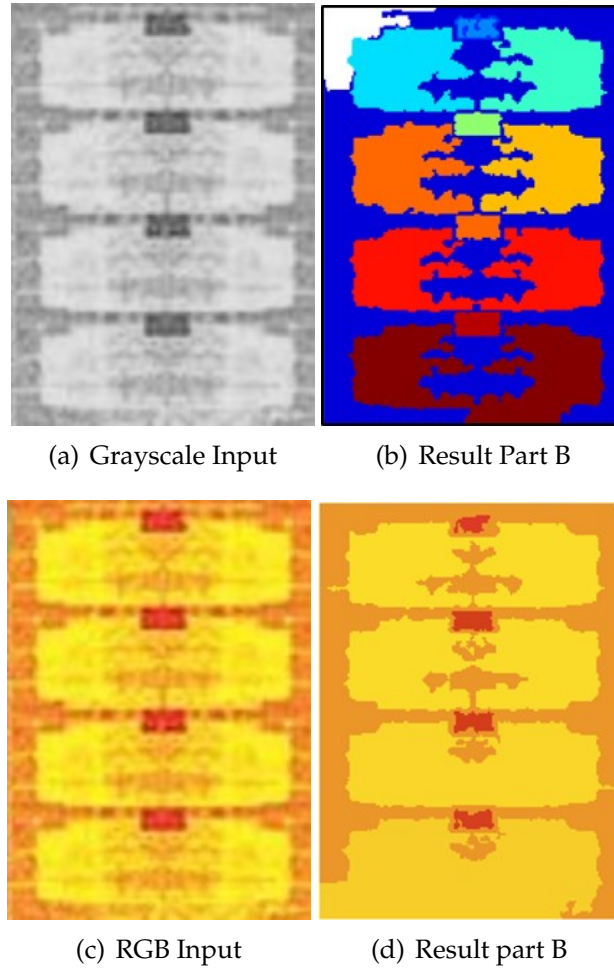 (a) Grayscale Input
(b) Result Part B
(c) RGB Input
(d) Result part B